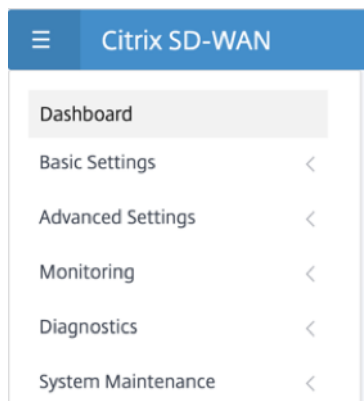 Citrix SD-WAN
Dashboard
Basic Settings
Advanced Settings
Monitoring
Diagnostics
System Maintenance